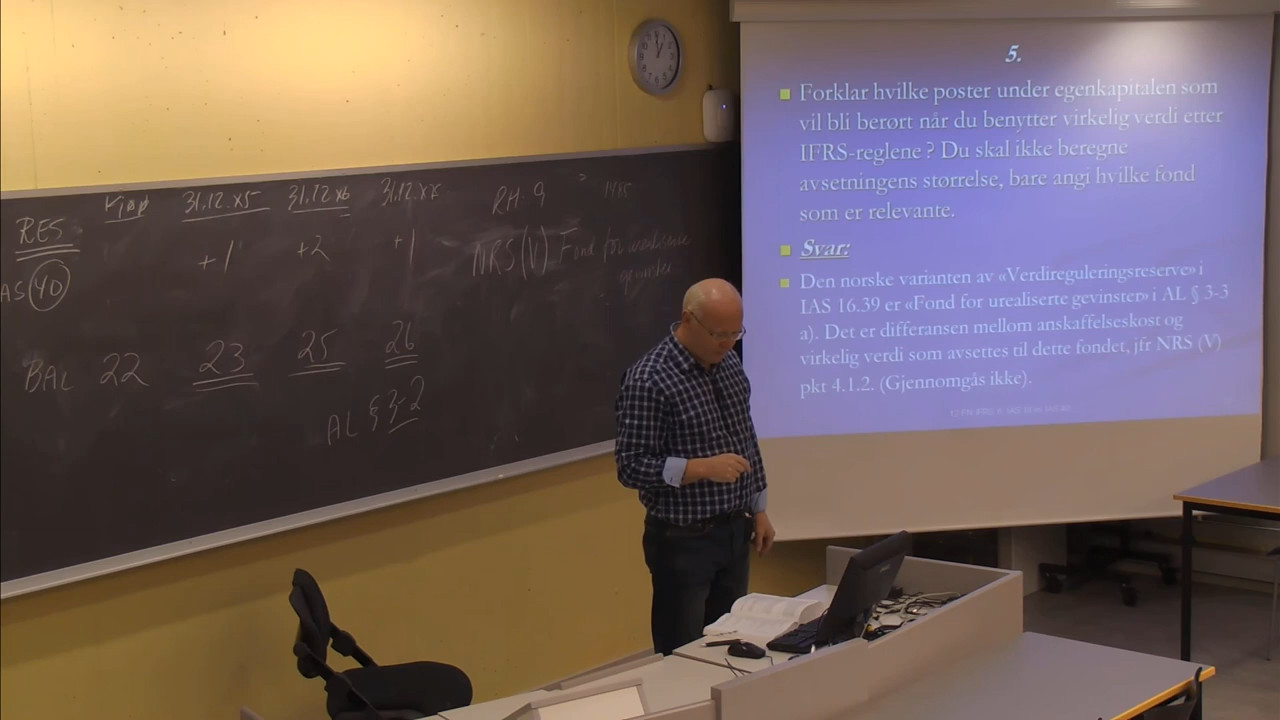 Kjøp 31.12.X5 31.12.X6 31.12.X7 RH. 9 1485
RES
+1 +2 +1 NRS(V) Fond for urealiserte
gevinster
AS 40
BAL 22 23 25 26
AL § 3-2
5.
Forklar hvilke poster under egenkapitalen som
vil bli berørt når du benytter virkelig verdi etter
IFRS-reglene ? Du skal ikke beregne
avsetningens størrelse, bare angi hvilke fond
som er relevante.
Svar:
Den norske varianten av «Verdireguleringsreserve» i
IAS 16.39 er «Fond for urealiserte gevinster» i AL § 3-3
a). Det er differansen mellom anskaffelseskost og
virkelig verdi som avsettes til dette fondet, jfr NRS (V)
pkt 4.1.2. (Gjennomgås ikke).